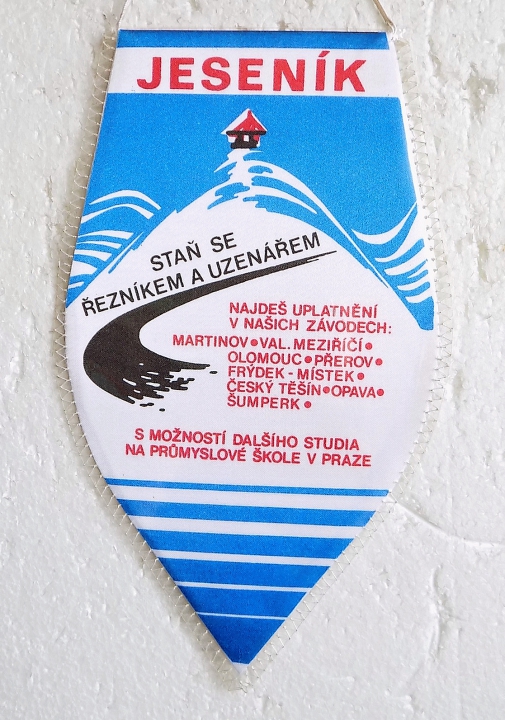 JESENÍK
STAŇ SE
ŘEZNÍKEM A UZENÁŘEM
NAJDEŠ UPLATNĚNÍ
V NAŠICH ZÁVODECH:
MARTINOV•VAL. MEZIŘÍČÍ•
OLOMOUC•PŘEROV•
FRÝDEK - MÍSTEK•
ČESKÝ TĚŠÍN•OPAVA•
ŠUMPERK•
S MOŽNOSTÍ DALŠÍHO STUDIA
NA PRŮMYSLOVÉ ŠKOLE V PRAZE